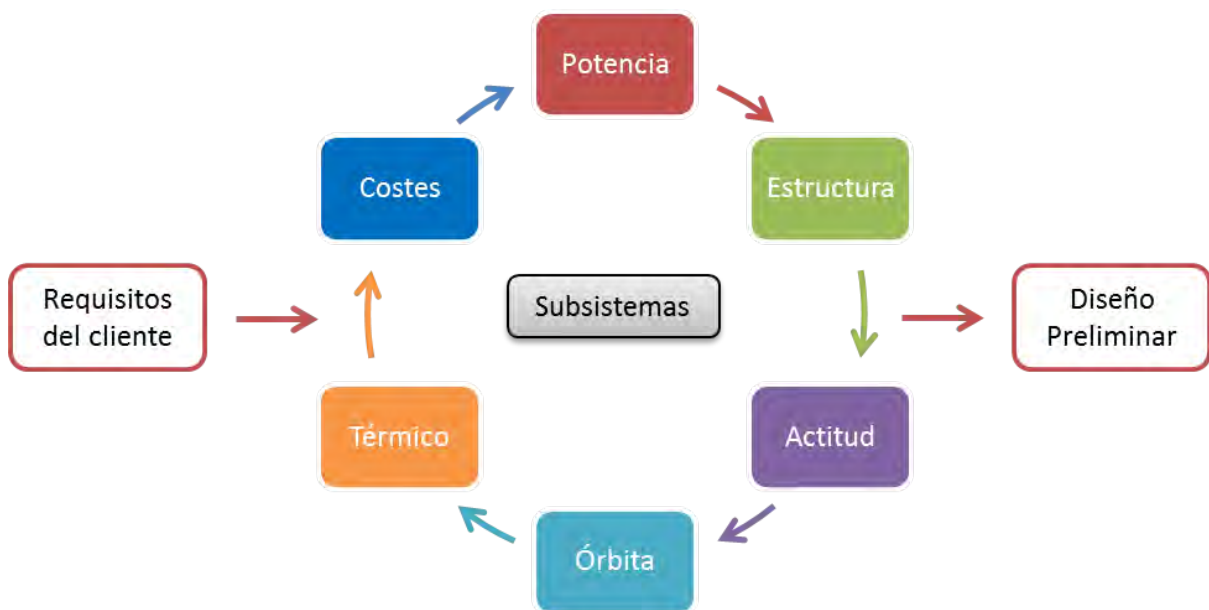 Potencia
Costes
Estructura
Requisitos
del cliente
Subsistemas
Diseño
Preliminar
Térmico
Actitud
Órbita